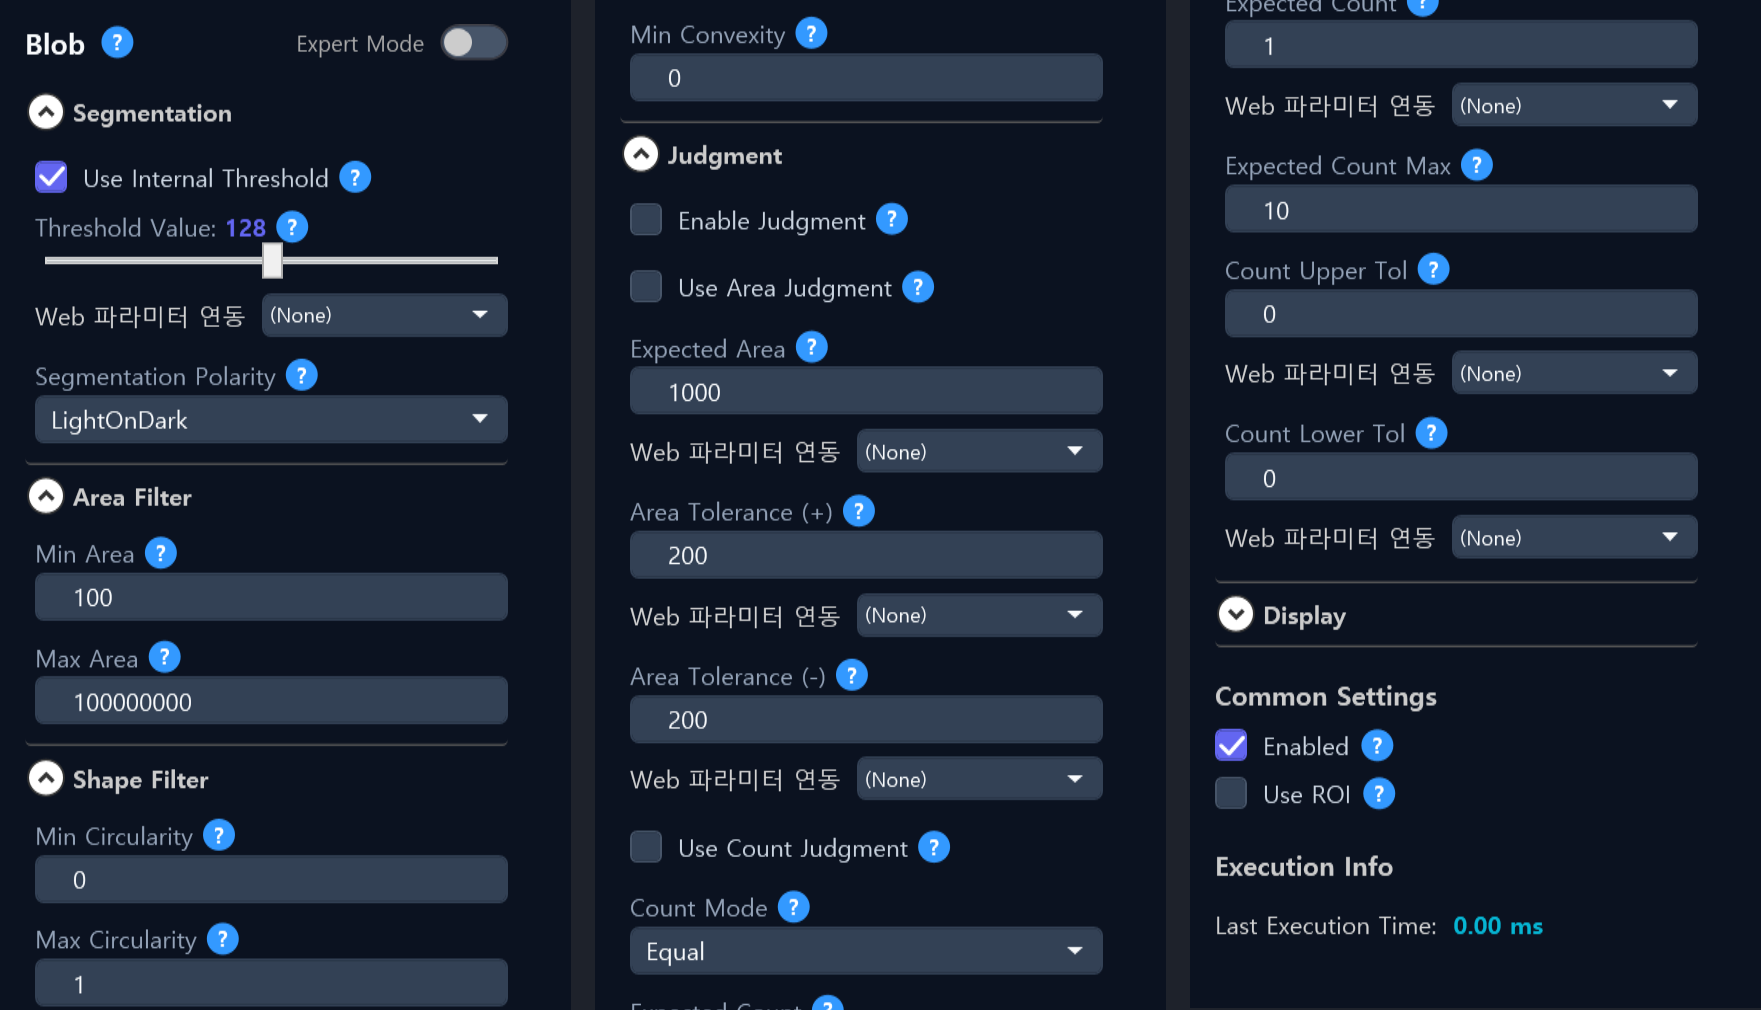 Blob ?
Expert Mode
Segmentation
Use Internal Threshold ?
Threshold Value: 128 ?
Web 파라미터 연동 (None)
Segmentation Polarity ?
LightOnDark
Area Filter
Min Area ?
100
Max Area ?
100000000
Shape Filter
Min Circularity ?
0
Max Circularity ?
1
Min Convexity ?
0
Judgment
Enable Judgment ?
Use Area Judgment ?
Expected Area ?
1000
Web 파라미터 연동 (None)
Area Tolerance (+) ?
200
Web 파라미터 연동 (None)
Area Tolerance (-) ?
200
Web 파라미터 연동 (None)
Use Count Judgment ?
Count Mode ?
Equal
Expected Count ?
Expected Count ?
1
Web 파라미터 연동 (None)
Expected Count Max ?
10
Count Upper Tol ?
0
Web 파라미터 연동 (None)
Count Lower Tol ?
0
Web 파라미터 연동 (None)
Display
Common Settings
Enabled ?
Use ROI ?
Execution Info
Last Execution Time: 0.00 ms